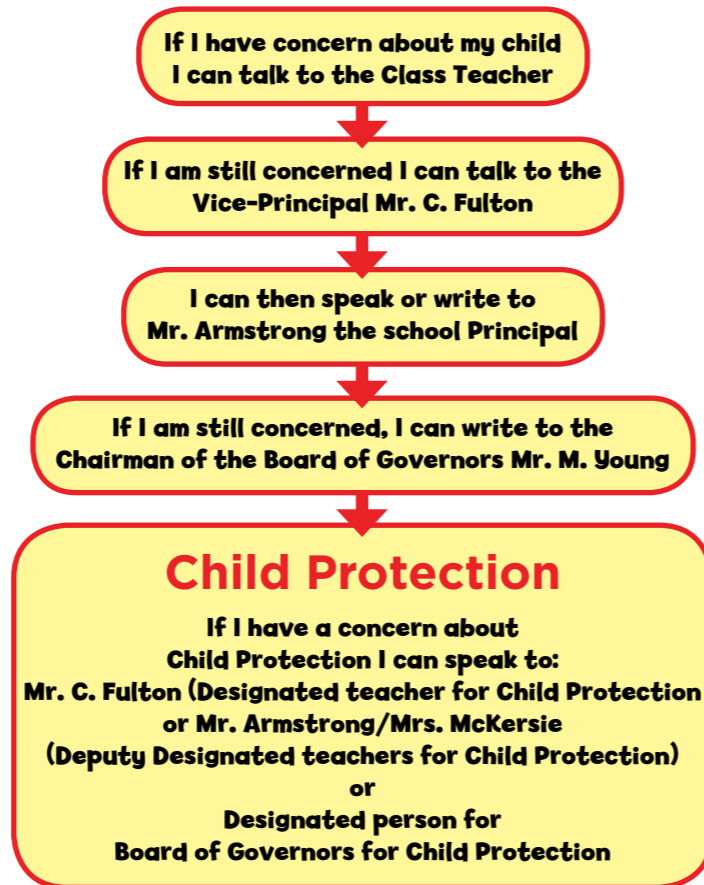 If I have concern about my child
I can talk to the Class Teacher
If I am still concerned I can talk to the
Vice-Principal Mr. C. Fulton
I can then speak or write to
Mr. Armstrong the school Principal
If I am still concerned, I can write to the
Chairman of the Board of Governors Mr. M. Young
Child Protection
If I have a concern about
Child Protection I can speak to:
Mr. C. Fulton (Designated teacher for Child Protection
or Mr. Armstrong/Mrs. McKersie
(Deputy Designated teachers for Child Protection)
or
Designated person for
Board of Governors for Child Protection